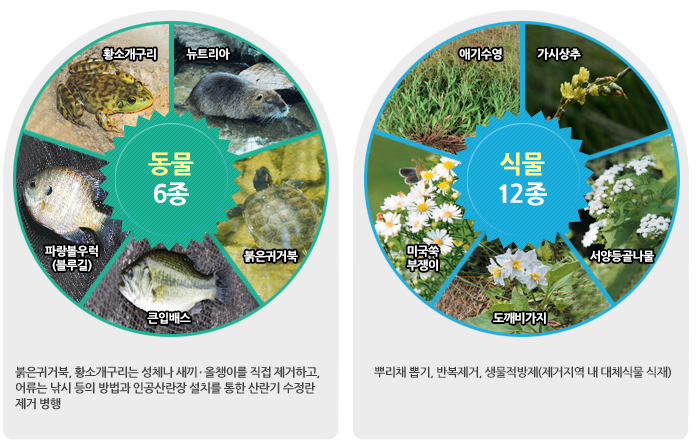 황소개구리
뉴트리아
동물
6종
파랑볼우럭
(블루길)
붉은귀거북
큰입배스
붉은귀거북, 황소개구리는 성체나 새끼·올챙이를 직접 제거하고,
어류는 낚시 등의 방법과 인공산란장 설치를 통한 산란기 수정란
제거 병행
애기수영
가시상추
식물
12종
미국쑥
부쟁이
서양등골나물
도깨비가지
뿌리채 뽑기, 반복제거, 생물적방제(제거지역 내 대체식물 식재)